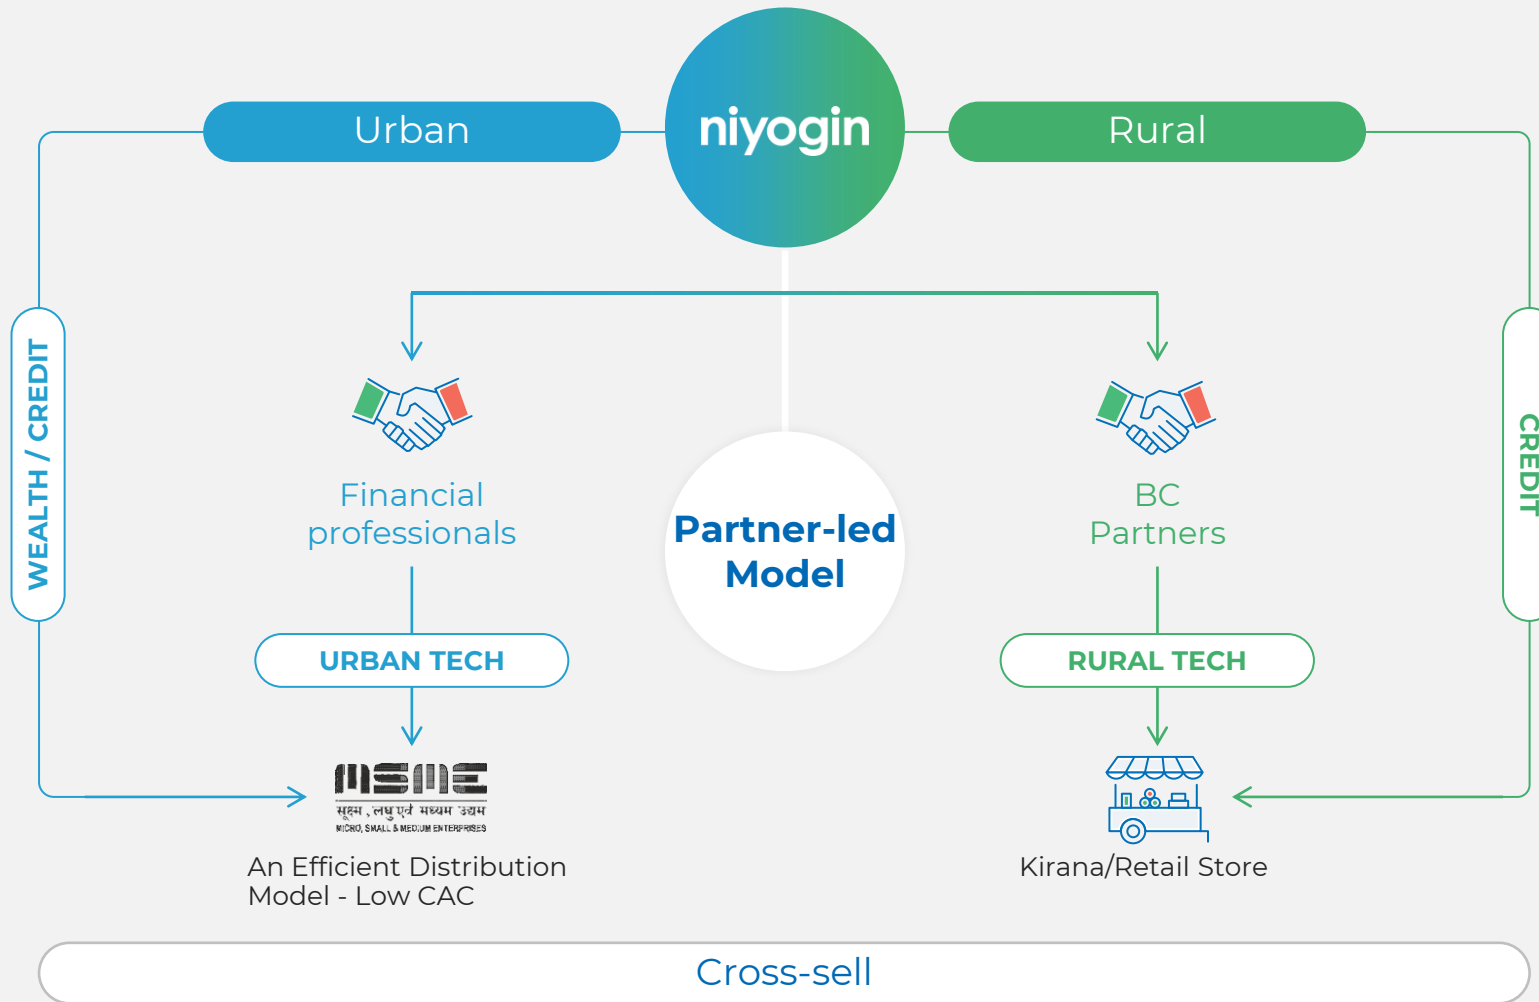 niyogin
Urban
Rural
WEALTH / CREDIT
CREDIT
Financial
professionals
Partner-led
Model
BC
Partners
URBAN TECH
RURAL TECH
MSME
सूक्ष्म , लघु एवं मध्यम उद्यम
MICRO, SMALL & MEDIUM ENTERPRISES
An Efficient Distribution
Model - Low CAC
Kirana/Retail Store
Cross-sell